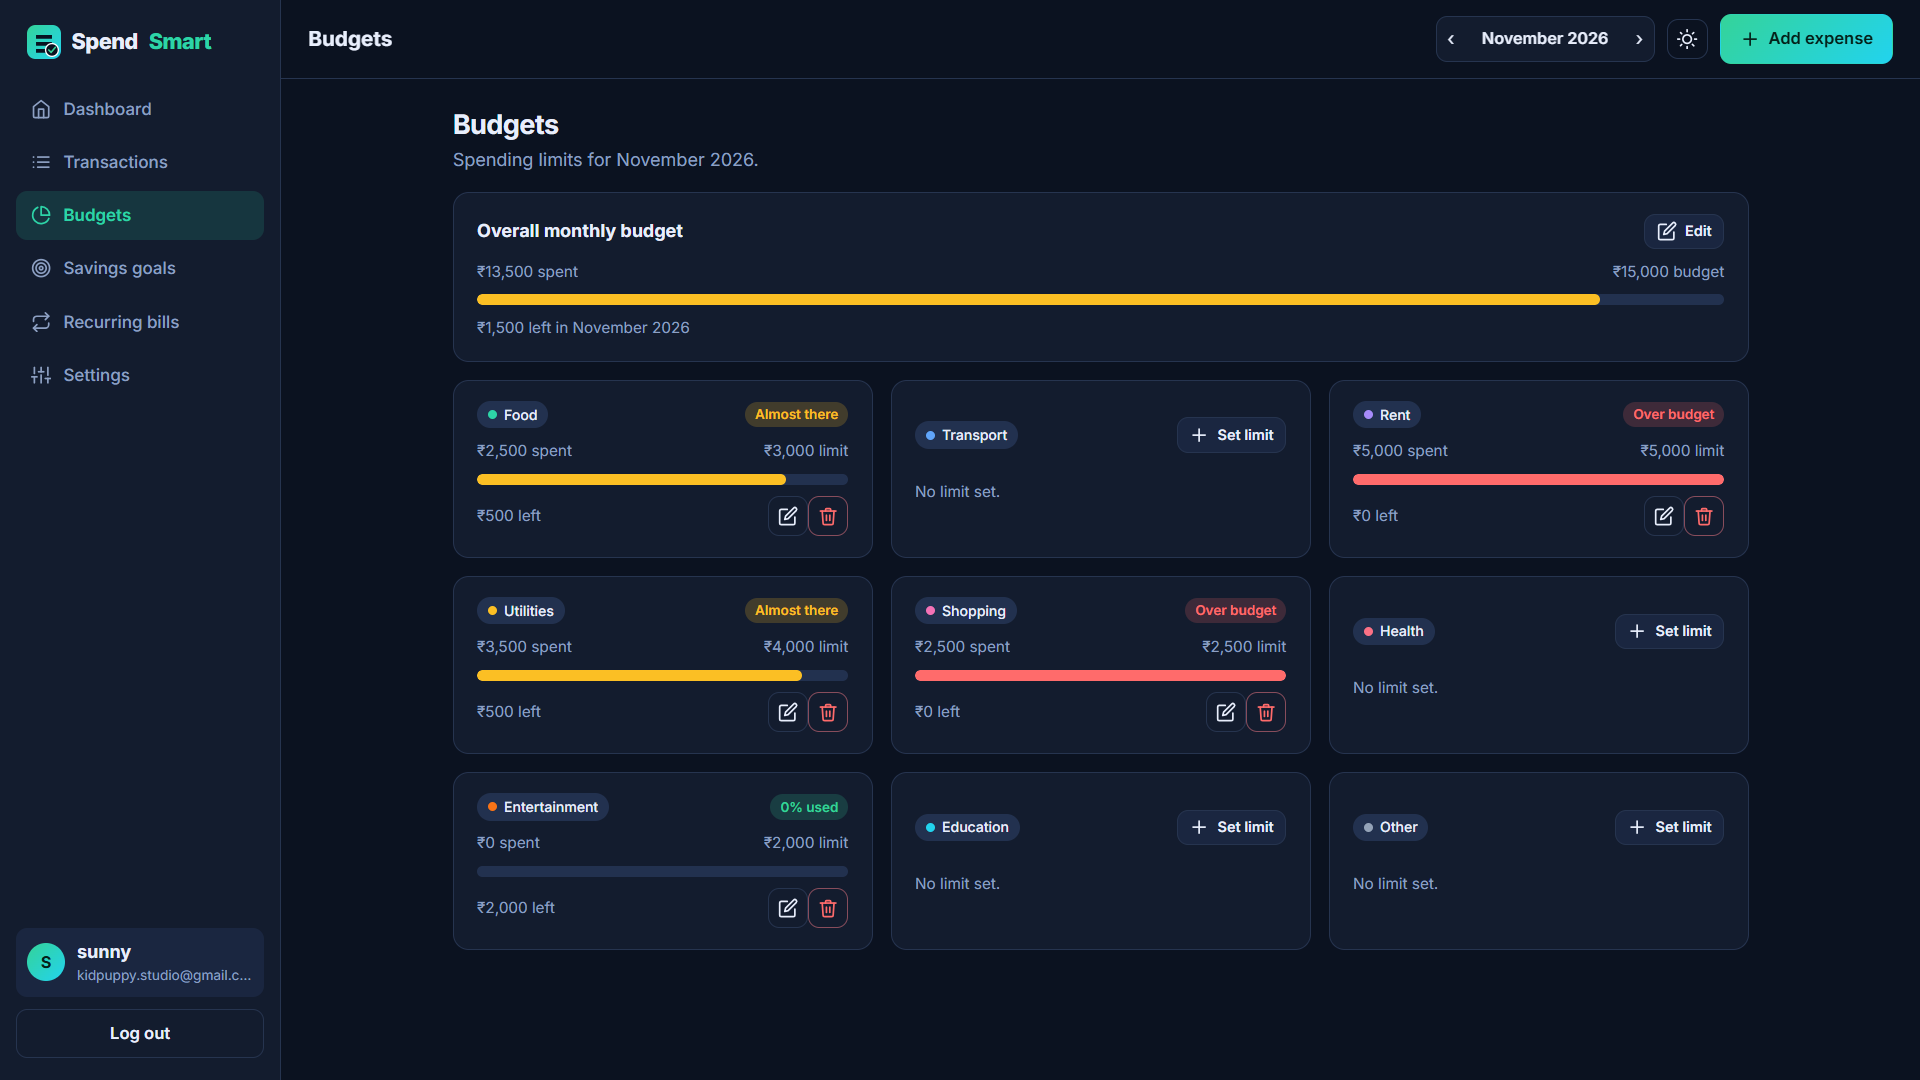 Spend Smart
Dashboard
Transactions
Budgets
Savings goals
Recurring bills
Settings
S
sunny
kidpuppy.studio@gmail.c...
Log out
Budgets
‹ November 2026 ›
+ Add expense
Budgets
Spending limits for November 2026.
Overall monthly budget
Edit
₹13,500 spent
₹15,000 budget
₹1,500 left in November 2026
Food
Almost there
₹2,500 spent
₹3,000 limit
₹500 left
Transport
+ Set limit
No limit set.
Rent
Over budget
₹5,000 spent
₹5,000 limit
₹0 left
Utilities
Almost there
₹3,500 spent
₹4,000 limit
₹500 left
Shopping
Over budget
₹2,500 spent
₹2,500 limit
₹0 left
Health
+ Set limit
No limit set.
Entertainment
0% used
₹0 spent
₹2,000 limit
₹2,000 left
Education
+ Set limit
No limit set.
Other
+ Set limit
No limit set.